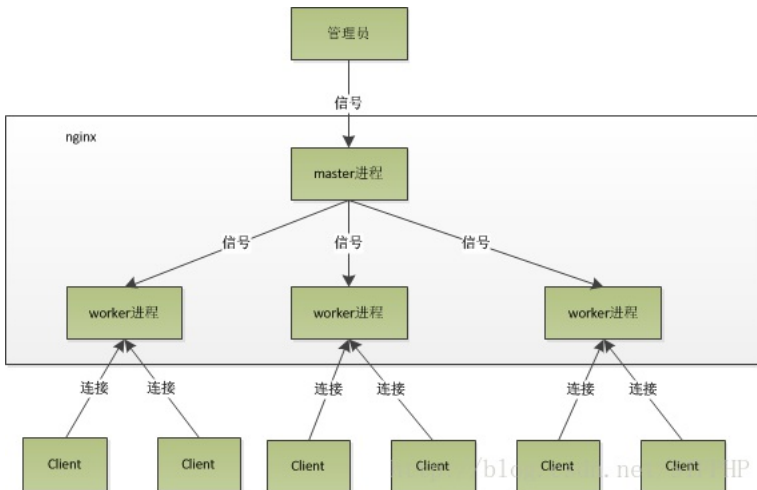 管理员
信号
nginx
master进程
信号 信号 信号
worker进程 worker进程 worker进程
连接 连接 连接 连接 连接 连接
Client Client Client Client Client Client